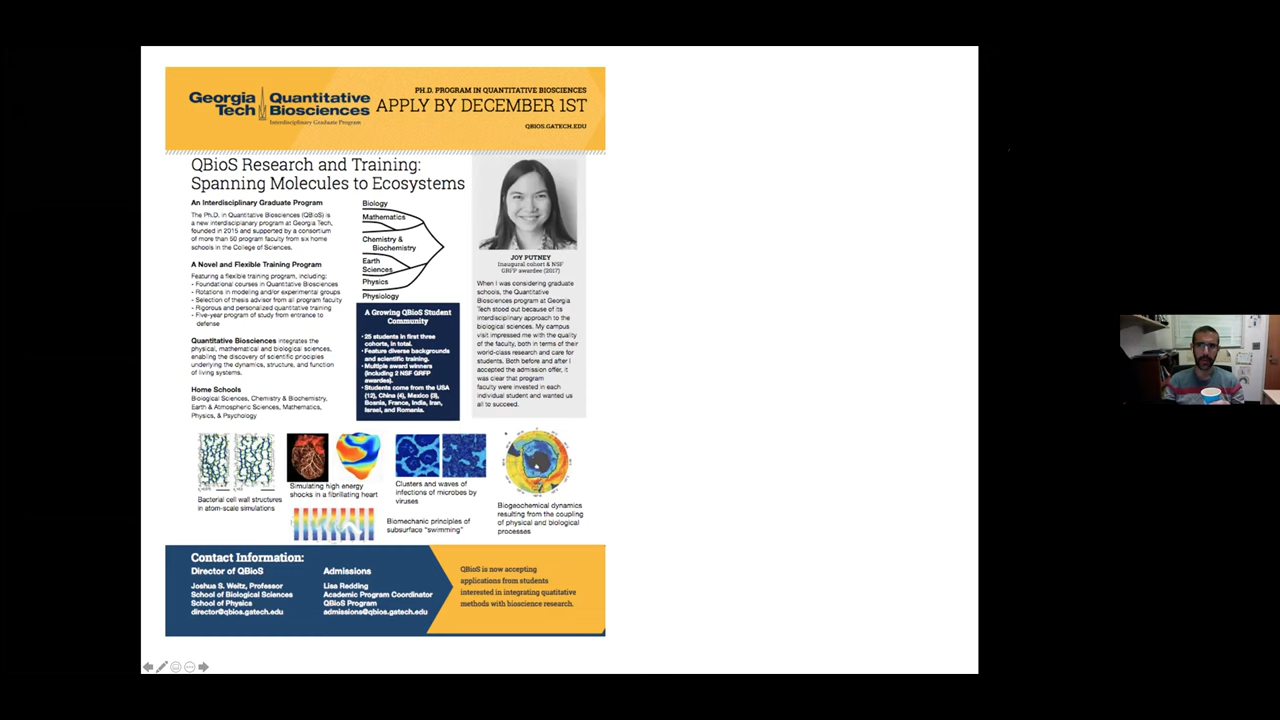 Georgia Tech
Quantitative Biosciences
Interdisciplinary Graduate Program
PH.D. PROGRAM IN QUANTITATIVE BIOSCIENCES
APPLY BY DECEMBER 1ST
QBIOS.GATECH.EDU
QBioS Research and Training:
Spanning Molecules to Ecosystems
An Interdisciplinary Graduate Program
The Ph.D. in Quantitative Biosciences (QBioS) is
a new interdisciplinary program at Georgia Tech,
founded in 2015 and supported by a consortium
of more than 50 program faculty from six home
schools in the College of Sciences.
A Novel and Flexible Training Program
Featuring a flexible training program, including:
- Foundational courses in Quantitative Biosciences
- Rotations in modeling and/or experimental groups
- Selection of thesis advisor from all program faculty
- Rigorous and personalized quantitative training
- Five-year program of study from entrance to
defense
Quantitative Biosciences integrates the
physical, mathematical and biological sciences,
enabling the discovery of scientific principles
underlying the dynamics, structure, and function
of living systems.
Home Schools
Biological Sciences, Chemistry & Biochemistry,
Earth & Atmospheric Sciences, Mathematics,
Physics, & Psychology
Biology
Mathematics
Chemistry &
Biochemistry
Earth
Sciences
Physics
Physiology
A Growing QBioS Student
Community
• 25 students in first three
cohorts, in total.
• Feature diverse backgrounds
and scientific training.
• Multiple award winners
(including 2 NSF GRFP
awardees).
• Students come from the USA
(12), China (4), Mexico (3),
Bosnia, France, India, Iran,
Israel, and Romania.
JOY PUTNEY
Inaugural cohort & NSF
GRFP awardee (2017)
When I was considering graduate
schools, the Quantitative
Biosciences program at Georgia
Tech stood out because of its
interdisciplinary approach to the
biological sciences. My campus
visit impressed me with the quality
of the faculty, both in terms of their
world-class research and care for
students. Both before and after I
accepted the admission offer, it
was clear that program
faculty were invested in each
individual student and wanted us
all to succeed.
Bacterial cell wall structures
in atom-scale simulations
Simulating high energy
shocks in a fibrillating heart
Clusters and waves of
infections of microbes by
viruses
Biomechanic principles of
subsurface "swimming"
Biogeochemical dynamics
resulting from the coupling
of physical and biological
processes
Contact Information:
Director of QBioS
Joshua S. Weitz, Professor
School of Biological Sciences
School of Physics
director@qbios.gatech.edu
Admissions
Lisa Redding
Academic Program Coordinator
QBioS Program
admissions@qbios.gatech.edu
QBioS is now accepting
applications from students
interested in integrating quatitative
methods with bioscience research.